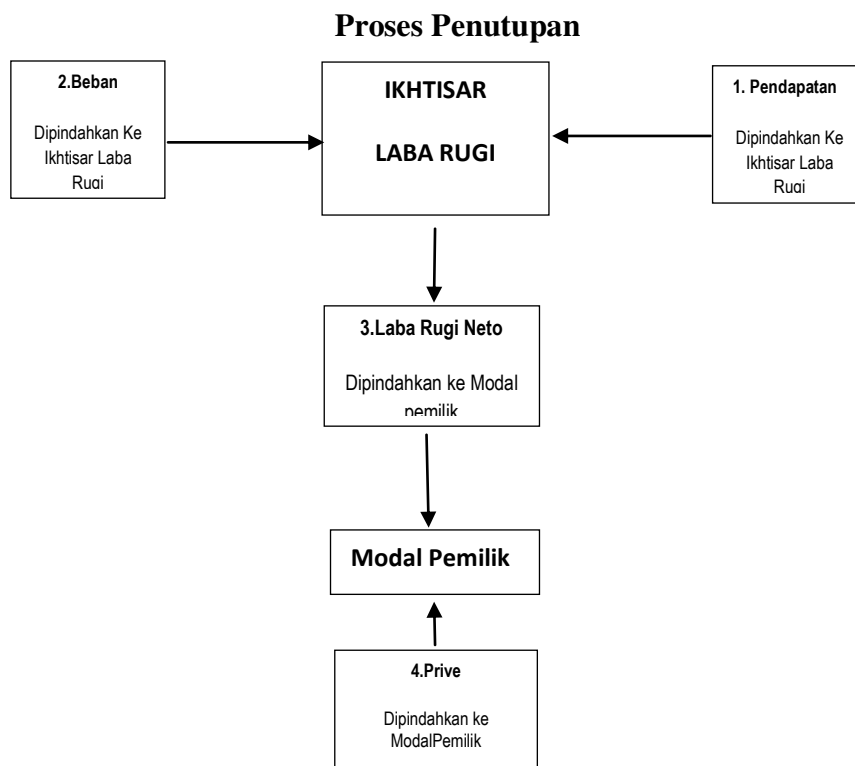 Proses Penutupan
2.Beban
Dipindahkan Ke
Ikhtisar Laba
Rugi
IKHTISAR
LABA RUGI
1. Pendapatan
Dipindahkan Ke
Ikhtisar Laba
Rugi
3.Laba Rugi Neto
Dipindahkan ke Modal
pemilik
Modal Pemilik
4.Prive
Dipindahkan ke
ModalPemilik